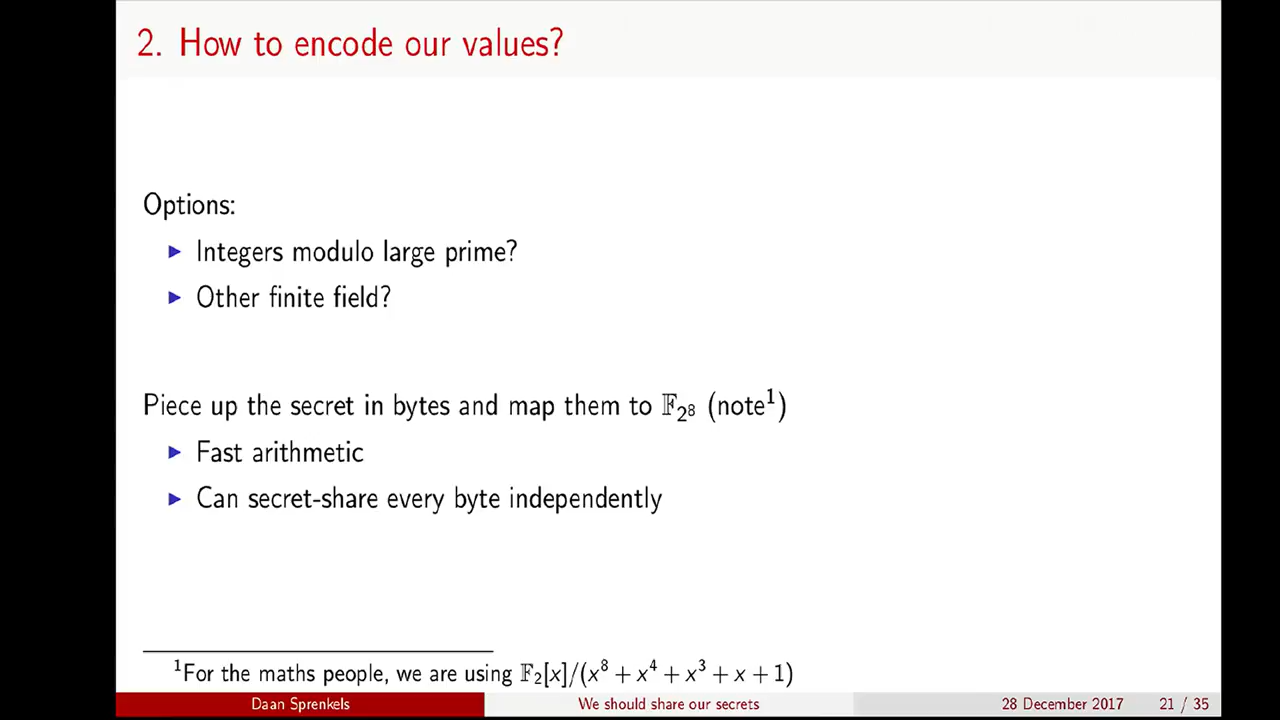 2. How to encode our values?
Options:
▶ Integers modulo large prime?
▶ Other finite field?
Piece up the secret in bytes and map them to 𝔽₂⁸ (note¹)
▶ Fast arithmetic
▶ Can secret-share every byte independently
¹For the maths people, we are using 𝔽₂[x]/(x⁸ + x⁴ + x³ + x + 1)
Daan Sprenkels We should share our secrets 28 December 2017 21 / 35